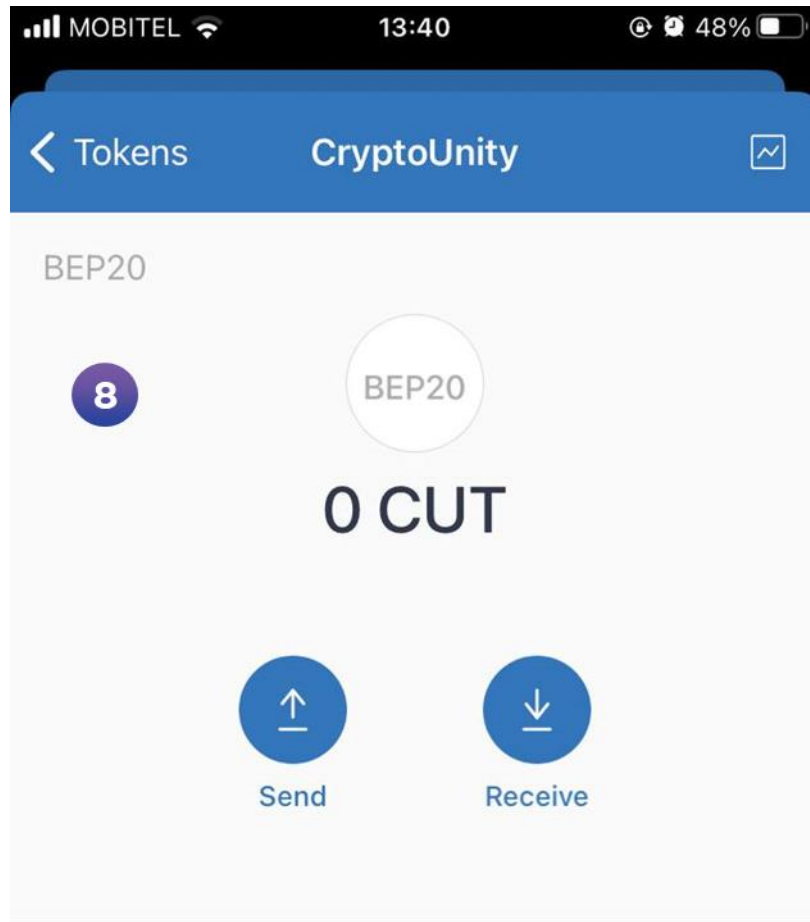 MOBITEL 13:40 48%
Tokens CryptoUnity
BEP20
8
BEP20
0 CUT
Send Receive